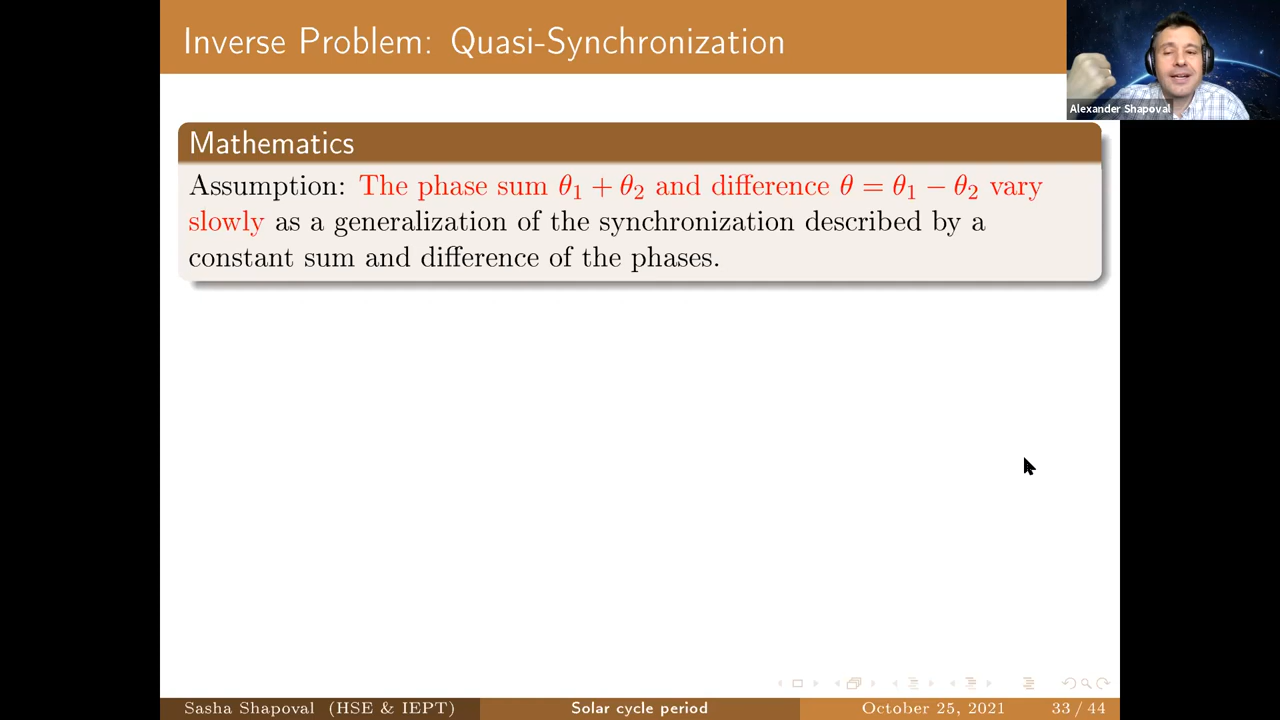 Inverse Problem: Quasi-Synchronization
Alexander Shapoval
Mathematics
Assumption: The phase sum θ₁ + θ₂ and difference θ = θ₁ − θ₂ vary
slowly as a generalization of the synchronization described by a
constant sum and difference of the phases.
Sasha Shapoval (HSE & IEPT) Solar cycle period October 25, 2021 33 / 44